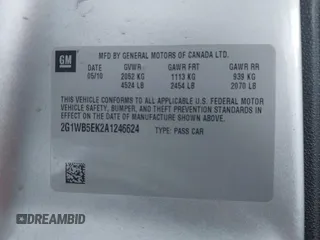 GM
MFD BY GENERAL MOTORS OF CANADA LTD.
DATE GVWR GAWR FRT GAWR RR
05/10 2052 KG 1113 KG 939 KG
4524 LB 2454 LB 2070 LB
THIS VEHICLE CONFORMS TO ALL APPLICABLE U.S. FEDERAL MOTOR
VEHICLE SAFETY, BUMPER, AND THEFT PREVENTION STANDARDS
IN EFFECT ON THE DATE OF MANUFACTURE SHOWN ABOVE.
2G1WB5EK2A1246624 TYPE: PASS CAR
DREAMBID